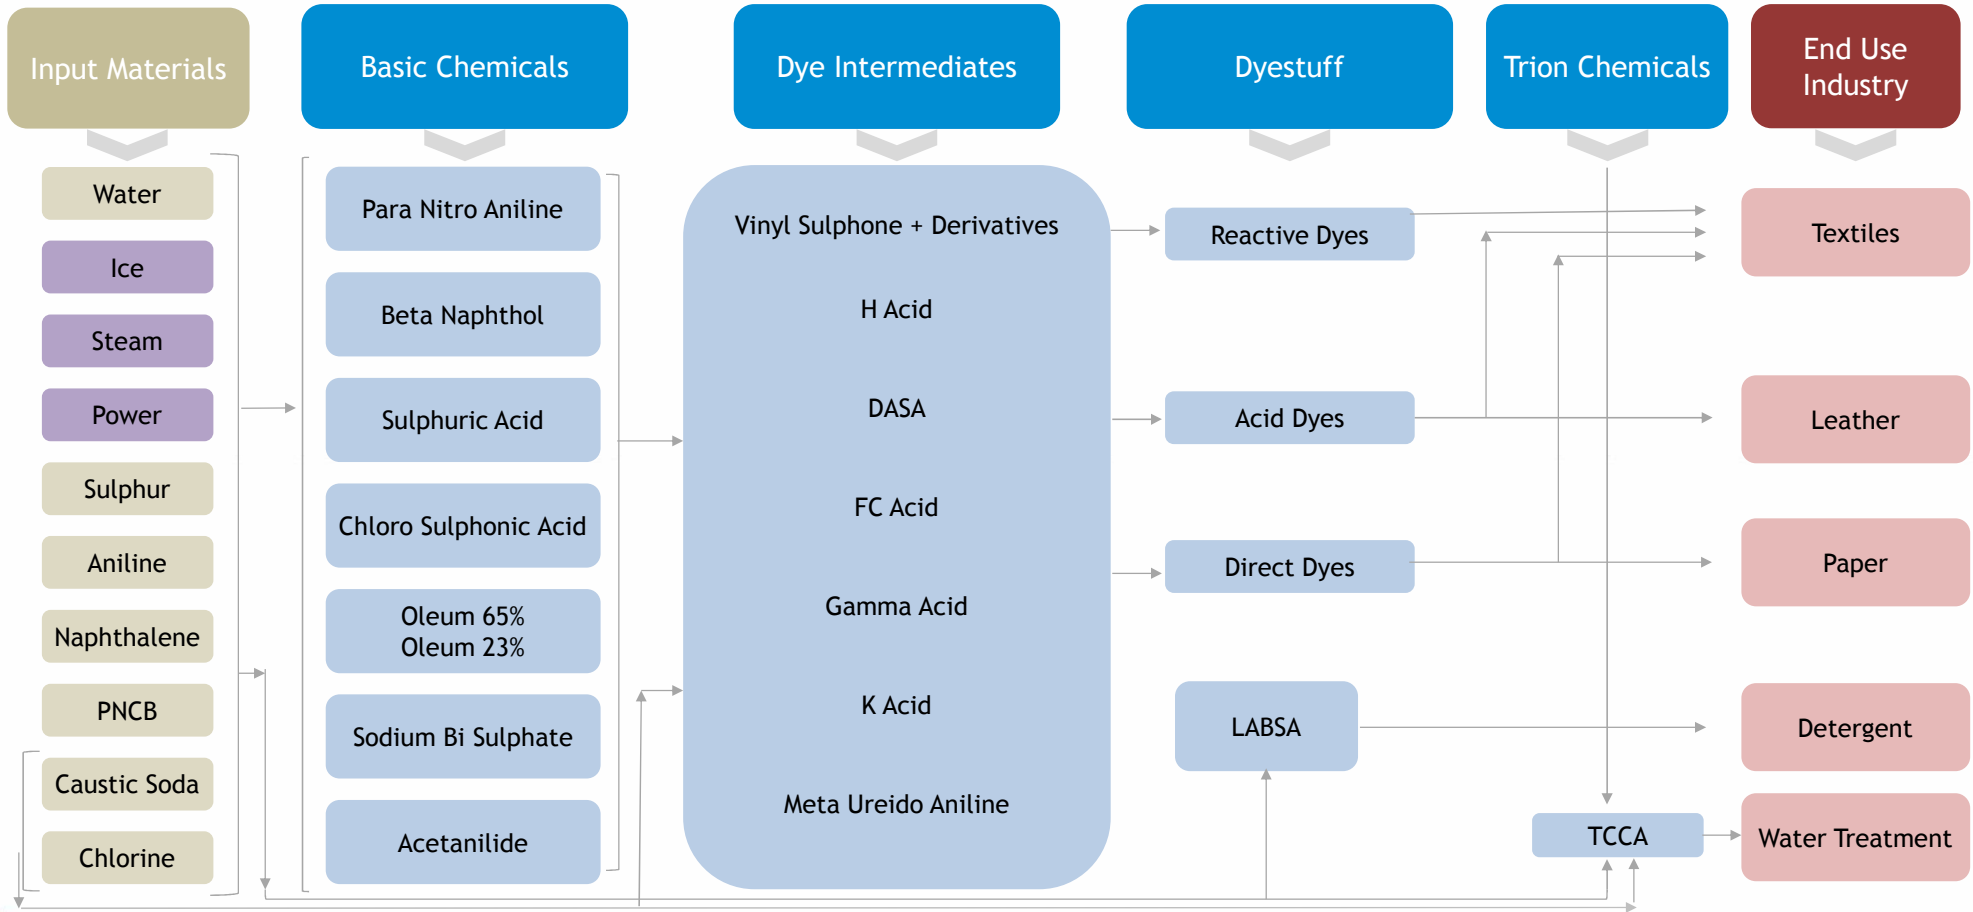 Input Materials
Basic Chemicals
Dye Intermediates
Dyestuff
Trion Chemicals
End Use
Industry
Water
Ice
Steam
Power
Sulphur
Aniline
Naphthalene
PNCB
Caustic Soda
Chlorine
Para Nitro Aniline
Beta Naphthol
Sulphuric Acid
Chloro Sulphonic Acid
Oleum 65%
Oleum 23%
Sodium Bi Sulphate
Acetanilide
Vinyl Sulphone + Derivatives
H Acid
DASA
FC Acid
Gamma Acid
K Acid
Meta Ureido Aniline
Reactive Dyes
Acid Dyes
Direct Dyes
LABSA
TCCA
Textiles
Leather
Paper
Detergent
Water Treatment